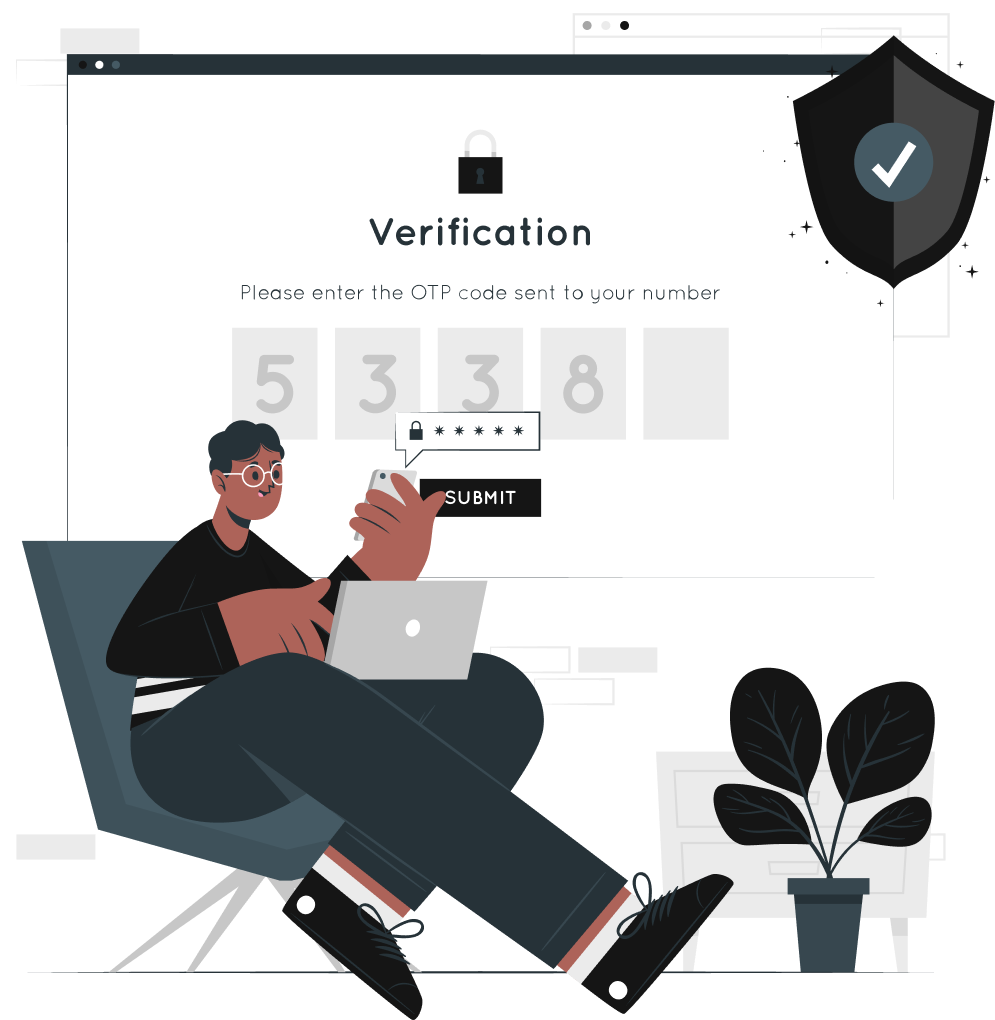 Verification
Please enter the OTP code sent to your number
5 3 3 8
*****
SUBMIT